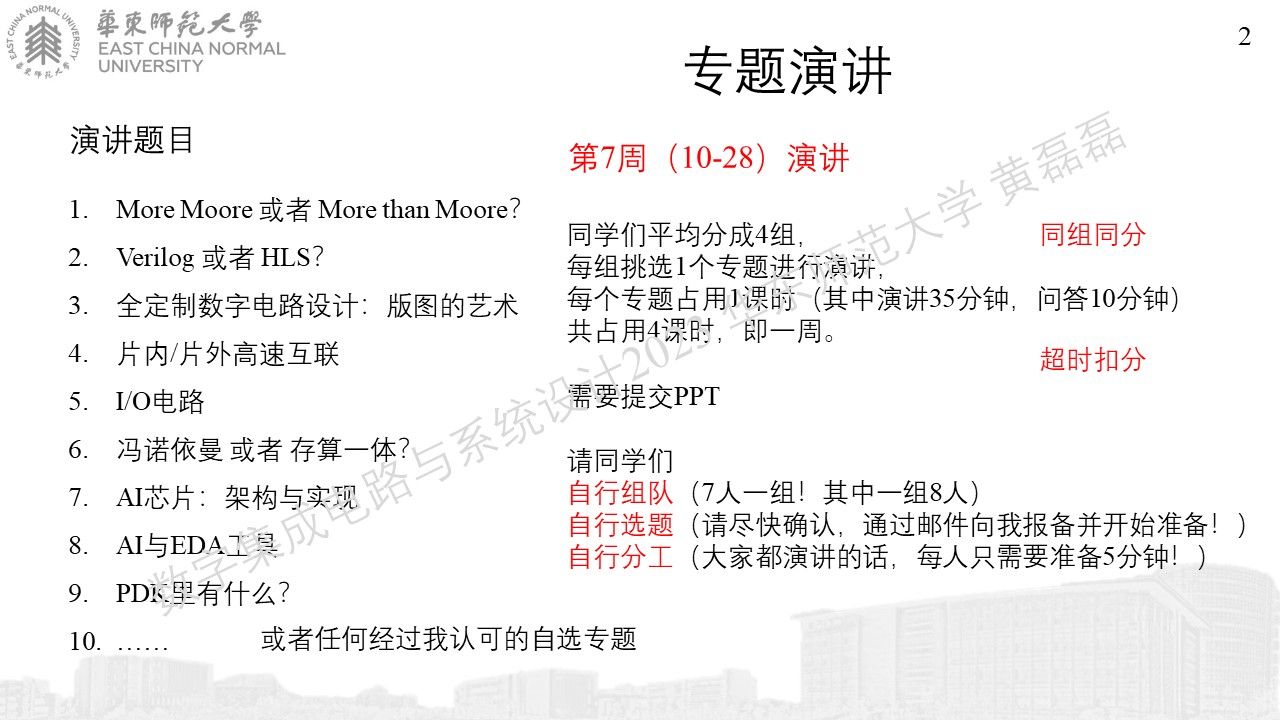 華東師范大學
EAST CHINA NORMAL
UNIVERSITY
EAST CHINA NORMAL UNIVERSITY
華東师范大学
2
专题演讲
演讲题目
1. More Moore 或者 More than Moore？
2. Verilog 或者 HLS？
3. 全定制数字电路设计：版图的艺术
4. 片内/片外高速互联
5. I/O电路
6. 冯诺依曼 或者 存算一体？
7. AI芯片：架构与实现
8. AI与EDA工具
9. PDK里有什么？
10. …… 或者任何经过我认可的自选专题
第7周（10-28）演讲
同学们平均分成4组， 同组同分
每组挑选1个专题进行演讲，
每个专题占用1课时（其中演讲35分钟，问答10分钟）
共占用4课时，即一周。
超时扣分
需要提交PPT
请同学们
自行组队（7人一组！其中一组8人）
自行选题（请尽快确认，通过邮件向我报备并开始准备！）
自行分工（大家都演讲的话，每人只需要准备5分钟！）
数字集成电路与系统设计2023 华东师范大学 黄磊磊